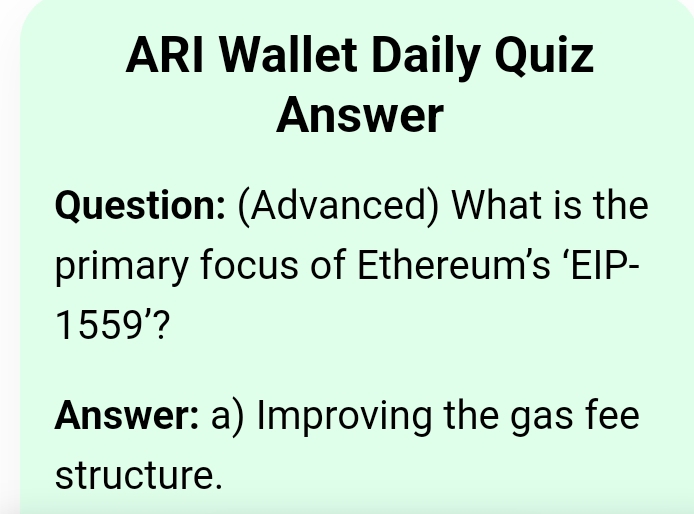 ARI Wallet Daily Quiz
Answer
Question: (Advanced) What is the
primary focus of Ethereum’s ‘EIP-
1559’?
Answer: a) Improving the gas fee
structure.